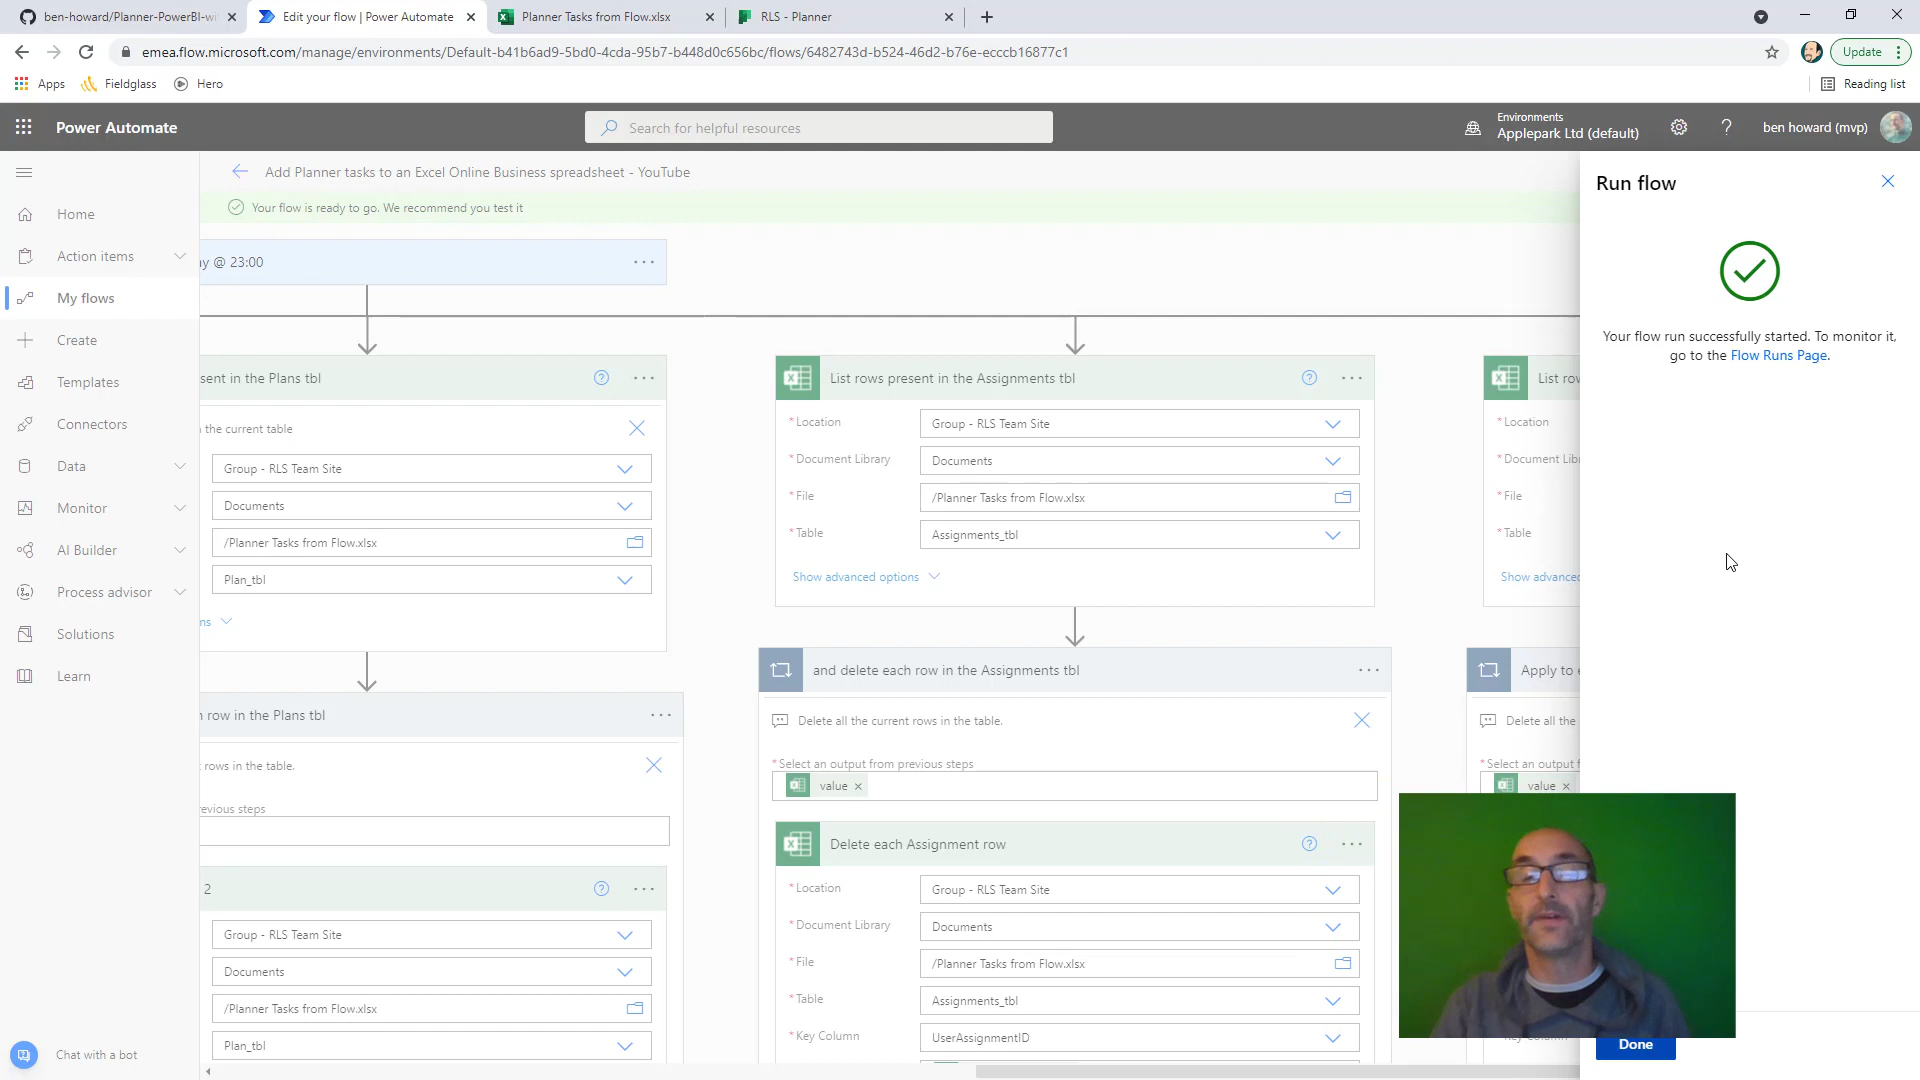 ben-howard/Planner-PowerBI-wi
Edit your flow | Power Automate
Planner Tasks from Flow.xlsx
RLS - Planner
emea.flow.microsoft.com/manage/environments/Default-b41b6ad9-5bd0-4cda-95b7-b448d0c656bc/flows/6482743d-b524-46d2-b76e-ecccb16877c1
Update
Apps
Fieldglass
Hero
Reading list
Power Automate
Search for helpful resources
Environments
Applepark Ltd (default)
ben howard (mvp)
Add Planner tasks to an Excel Online Business spreadsheet - YouTube
Your flow is ready to go. We recommend you test it
Home
Action items
My flows
Create
Templates
Connectors
Data
Monitor
AI Builder
Process advisor
Solutions
Learn
Chat with a bot
ay @ 23:00
sent in the Plans tbl
the current table
Group - RLS Team Site
Documents
/Planner Tasks from Flow.xlsx
Plan_tbl
ns
row in the Plans tbl
rows in the table.
revious steps
2
Group - RLS Team Site
Documents
/Planner Tasks from Flow.xlsx
Plan_tbl
List rows present in the Assignments tbl
* Location
Group - RLS Team Site
* Document Library
Documents
* File
/Planner Tasks from Flow.xlsx
* Table
Assignments_tbl
Show advanced options
and delete each row in the Assignments tbl
Delete all the current rows in the table.
* Select an output from previous steps
value
Delete each Assignment row
* Location
Group - RLS Team Site
* Document Library
Documents
* File
/Planner Tasks from Flow.xlsx
* Table
Assignments_tbl
* Key Column
UserAssignmentID
List rov
* Location
* Document Libr
* File
* Table
Show advanced
Apply to e
Delete all the
* Select an output f
value
Run flow
Your flow run successfully started. To monitor it,
go to the Flow Runs Page.
Done